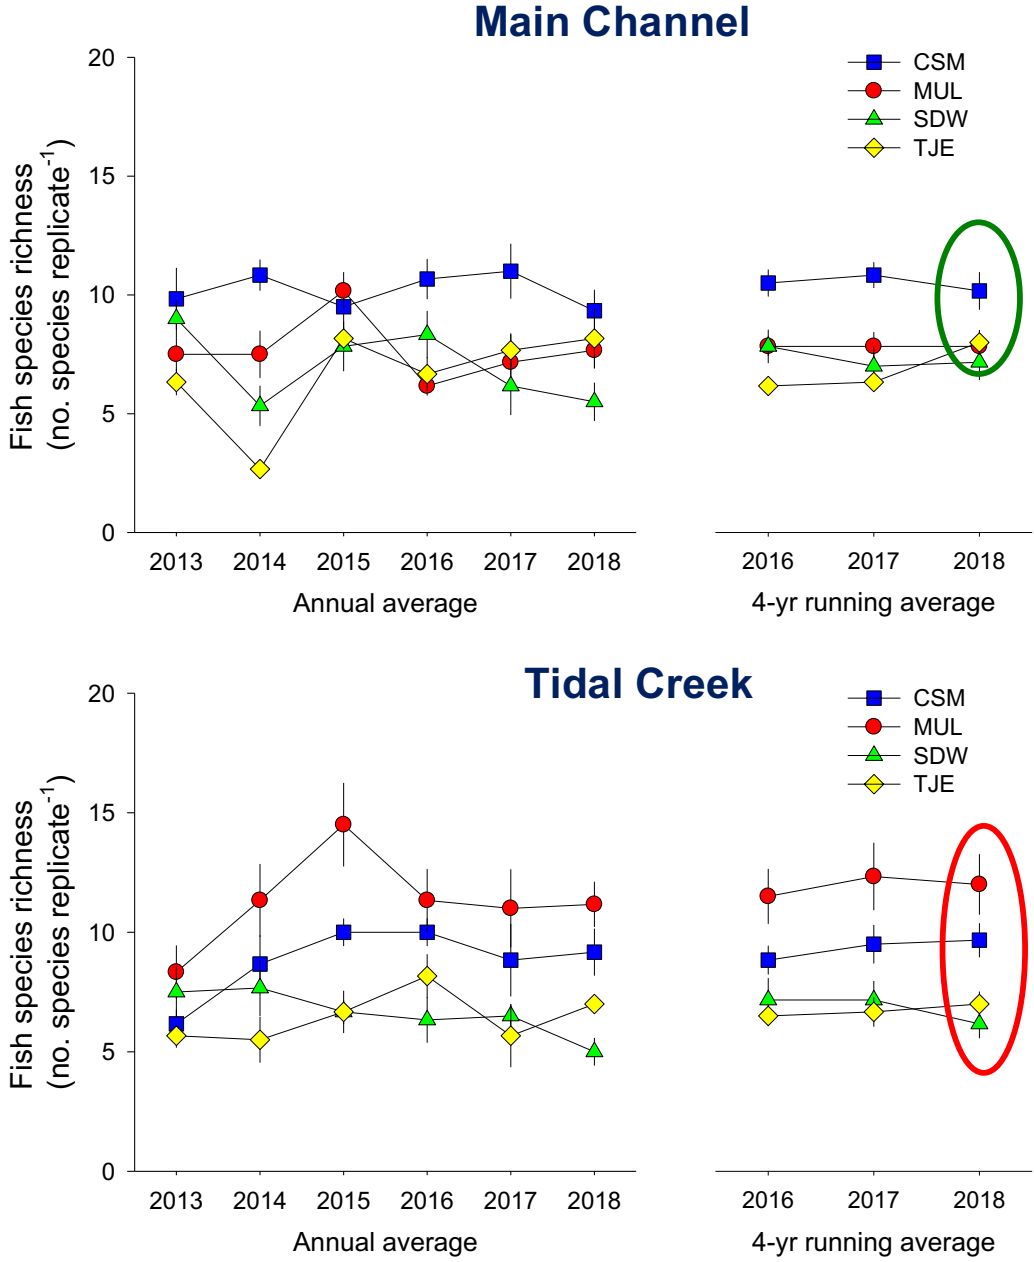 Main Channel
Fish species richness
(no. species replicate-1)
20
15
10
5
0
CSM
MUL
SDW
TJE
2013 2014 2015 2016 2017 2018
Annual average
2016 2017 2018
4-yr running average
Tidal Creek
Fish species richness
(no. species replicate-1)
20
15
10
5
0
CSM
MUL
SDW
TJE
2013 2014 2015 2016 2017 2018
Annual average
2016 2017 2018
4-yr running average